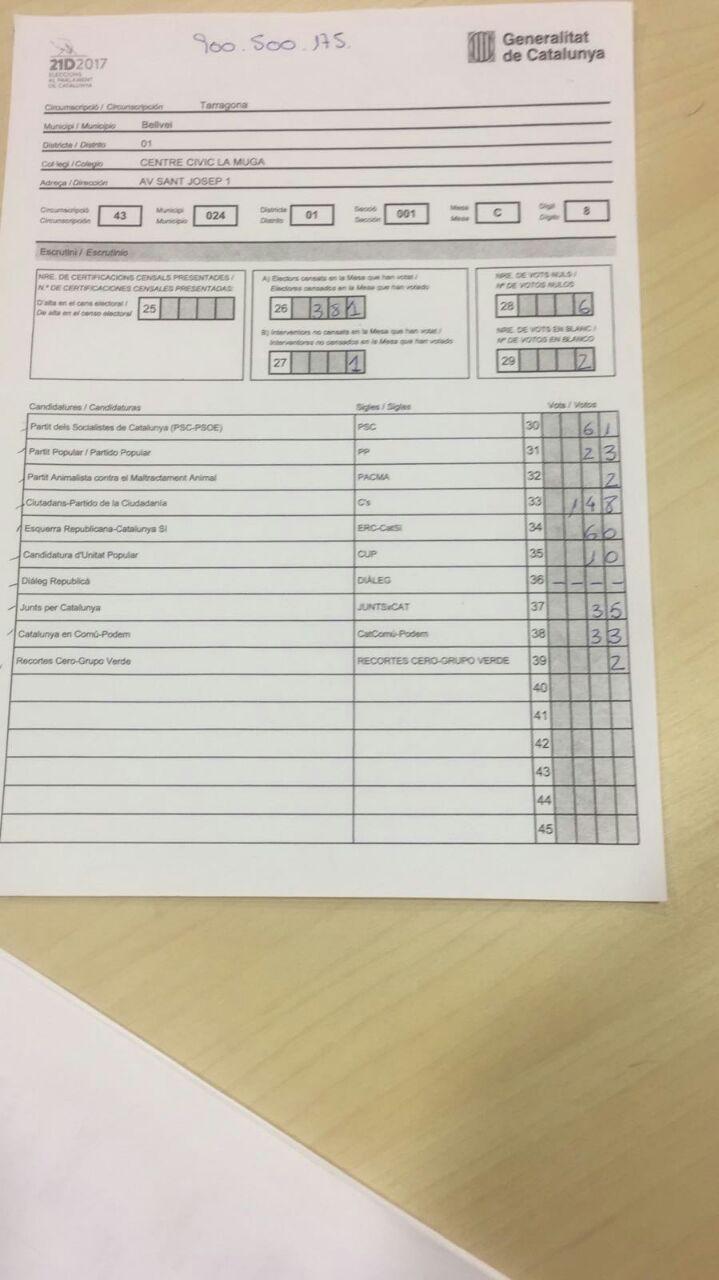 900.500.175.
21D2017
ELECCIONS
AL PARLAMENT
DE CATALUNYA
Generalitat
de Catalunya
Circumscripció / Circunscripción Tarragona
Municipi / Municipio Bellvei
Districte / Distrito 01
Col·legi / Colegio CENTRE CIVIC LA MUGA
Adreça / Dirección AV SANT JOSEP 1
Circumscripció
Circunscripción 43
Municipi
Municipio 024
Districte
Distrito 01
Secció
Sección 001
Mesa
Mesa C
Dígit
Dígito 8
Escrutini / Escrutinio
NRE. DE CERTIFICACIONS CENSALS PRESENTADES /
N.º DE CERTIFICACIONES CENSALES PRESENTADAS:
D'alta en el cens electoral /
De alta en el censo electoral 25
A) Electors censats en la Mesa que han votat /
Electores censados en la Mesa que han votado
26 381
B) Interventors no censats en la Mesa que han votat /
Interventores no censados en la Mesa que han votado
27 1
NRE. DE VOTS NULS /
Nº DE VOTOS NULOS
28 6
NRE. DE VOTS EN BLANC /
Nº DE VOTOS EN BLANCO
29 2
Candidatures / Candidaturas Sigles / Siglas Vots / Votos
Partit dels Socialistes de Catalunya (PSC-PSOE) PSC 30 61
Partit Popular / Partido Popular PP 31 23
Partit Animalista contra el Maltractament Animal PACMA 32 2
Ciutadans-Partido de la Ciudadanía C's 33 148
Esquerra Republicana-Catalunya Sí ERC-CatSí 34 60
Candidatura d'Unitat Popular CUP 35 10
Diàleg Republicà DIÀLEG 36 - - - -
Junts per Catalunya JUNTSxCAT 37 35
Catalunya en Comú-Podem CatComú-Podem 38 33
Recortes Cero-Grupo Verde RECORTES CERO-GRUPO VERDE 39 2
40
41
42
43
44
45